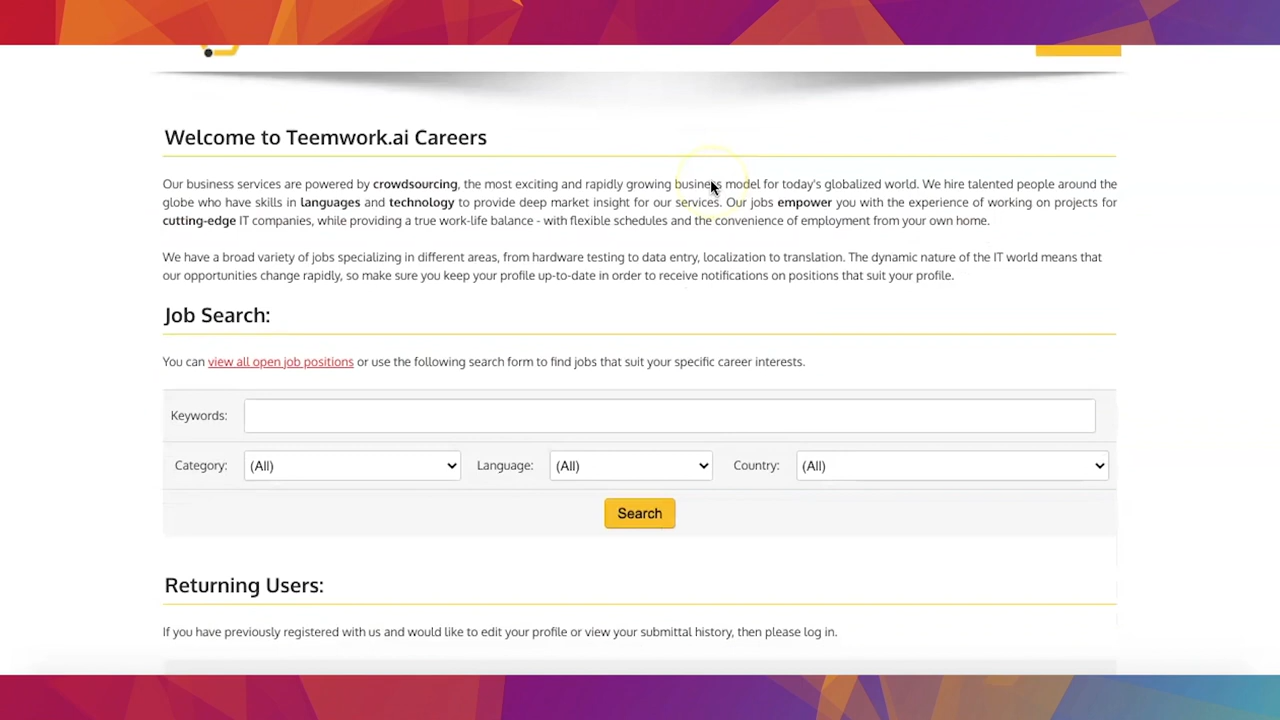 Welcome to Teemwork.ai Careers
Our business services are powered by crowdsourcing, the most exciting and rapidly growing business model for today's globalized world. We hire talented people around the
globe who have skills in languages and technology to provide deep market insight for our services. Our jobs empower you with the experience of working on projects for
cutting-edge IT companies, while providing a true work-life balance - with flexible schedules and the convenience of employment from your own home.
We have a broad variety of jobs specializing in different areas, from hardware testing to data entry, localization to translation. The dynamic nature of the IT world means that
our opportunities change rapidly, so make sure you keep your profile up-to-date in order to receive notifications on positions that suit your profile.
Job Search:
You can view all open job positions or use the following search form to find jobs that suit your specific career interests.
Keywords:
Category: (All) Language: (All) Country: (All)
Search
Returning Users:
If you have previously registered with us and would like to edit your profile or view your submittal history, then please log in.